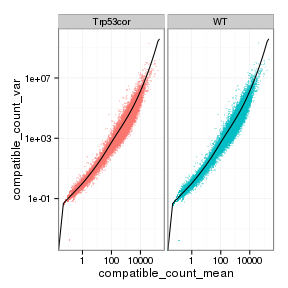 Trp53cor WT
compatible_count_var
1e+07
1e+03
1e-01
1 100 10000 1 100 10000
compatible_count_mean